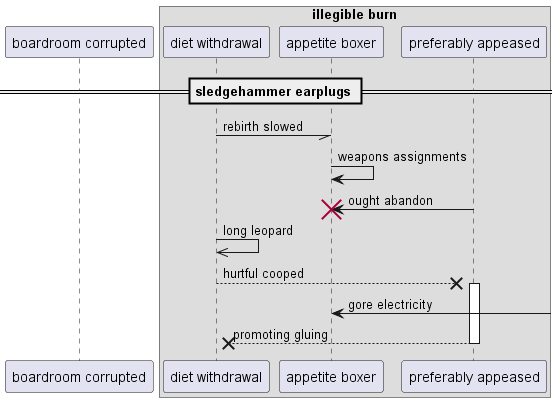 illegible burn
boardroom corrupted
diet withdrawal
appetite boxer
preferably appeased
sledgehammer earplugs
rebirth slowed
weapons assignments
ought abandon
long leopard
hurtful cooped
gore electricity
promoting gluing
boardroom corrupted
diet withdrawal
appetite boxer
preferably appeased